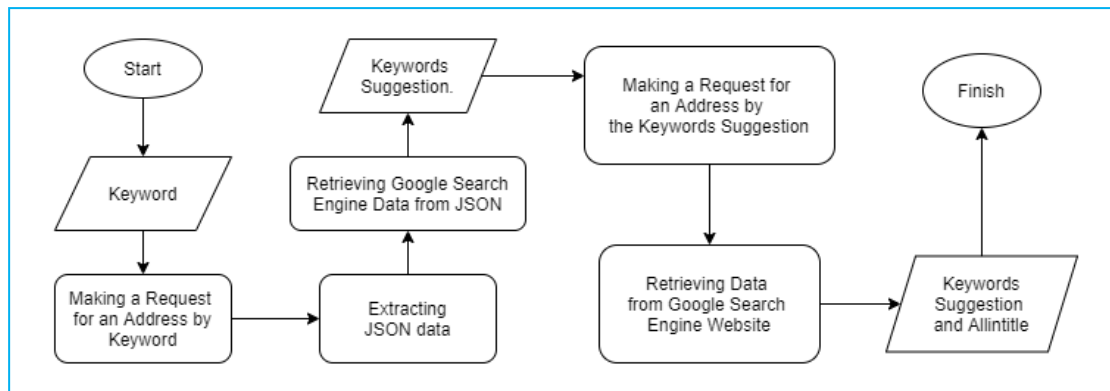 Start
Keyword
Making a Request
for an Address by
Keyword
Extracting
JSON data
Retrieving Google Search
Engine Data from JSON
Keywords
Suggestion.
Making a Request for
an Address by
the Keywords Suggestion
Retrieving Data
from Google Search
Engine Website
Keywords
Suggestion
and Allintitle
Finish